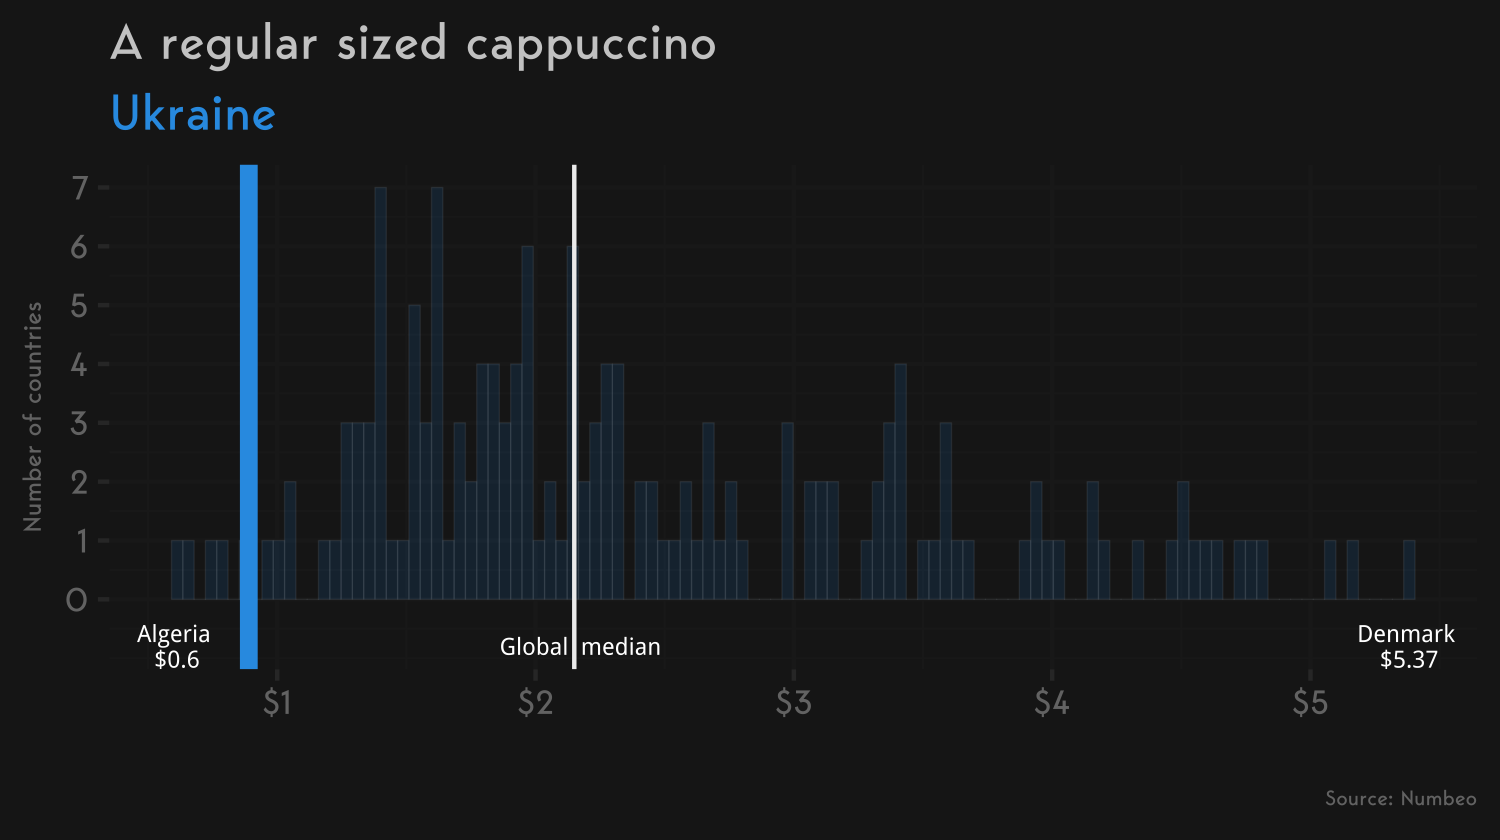 A regular sized cappuccino
Ukraine
Number of countries
7
6
5
4
3
2
1
0
Algeria
$0.6
Global median
Denmark
$5.37
$1 $2 $3 $4 $5
Source: Numbeo